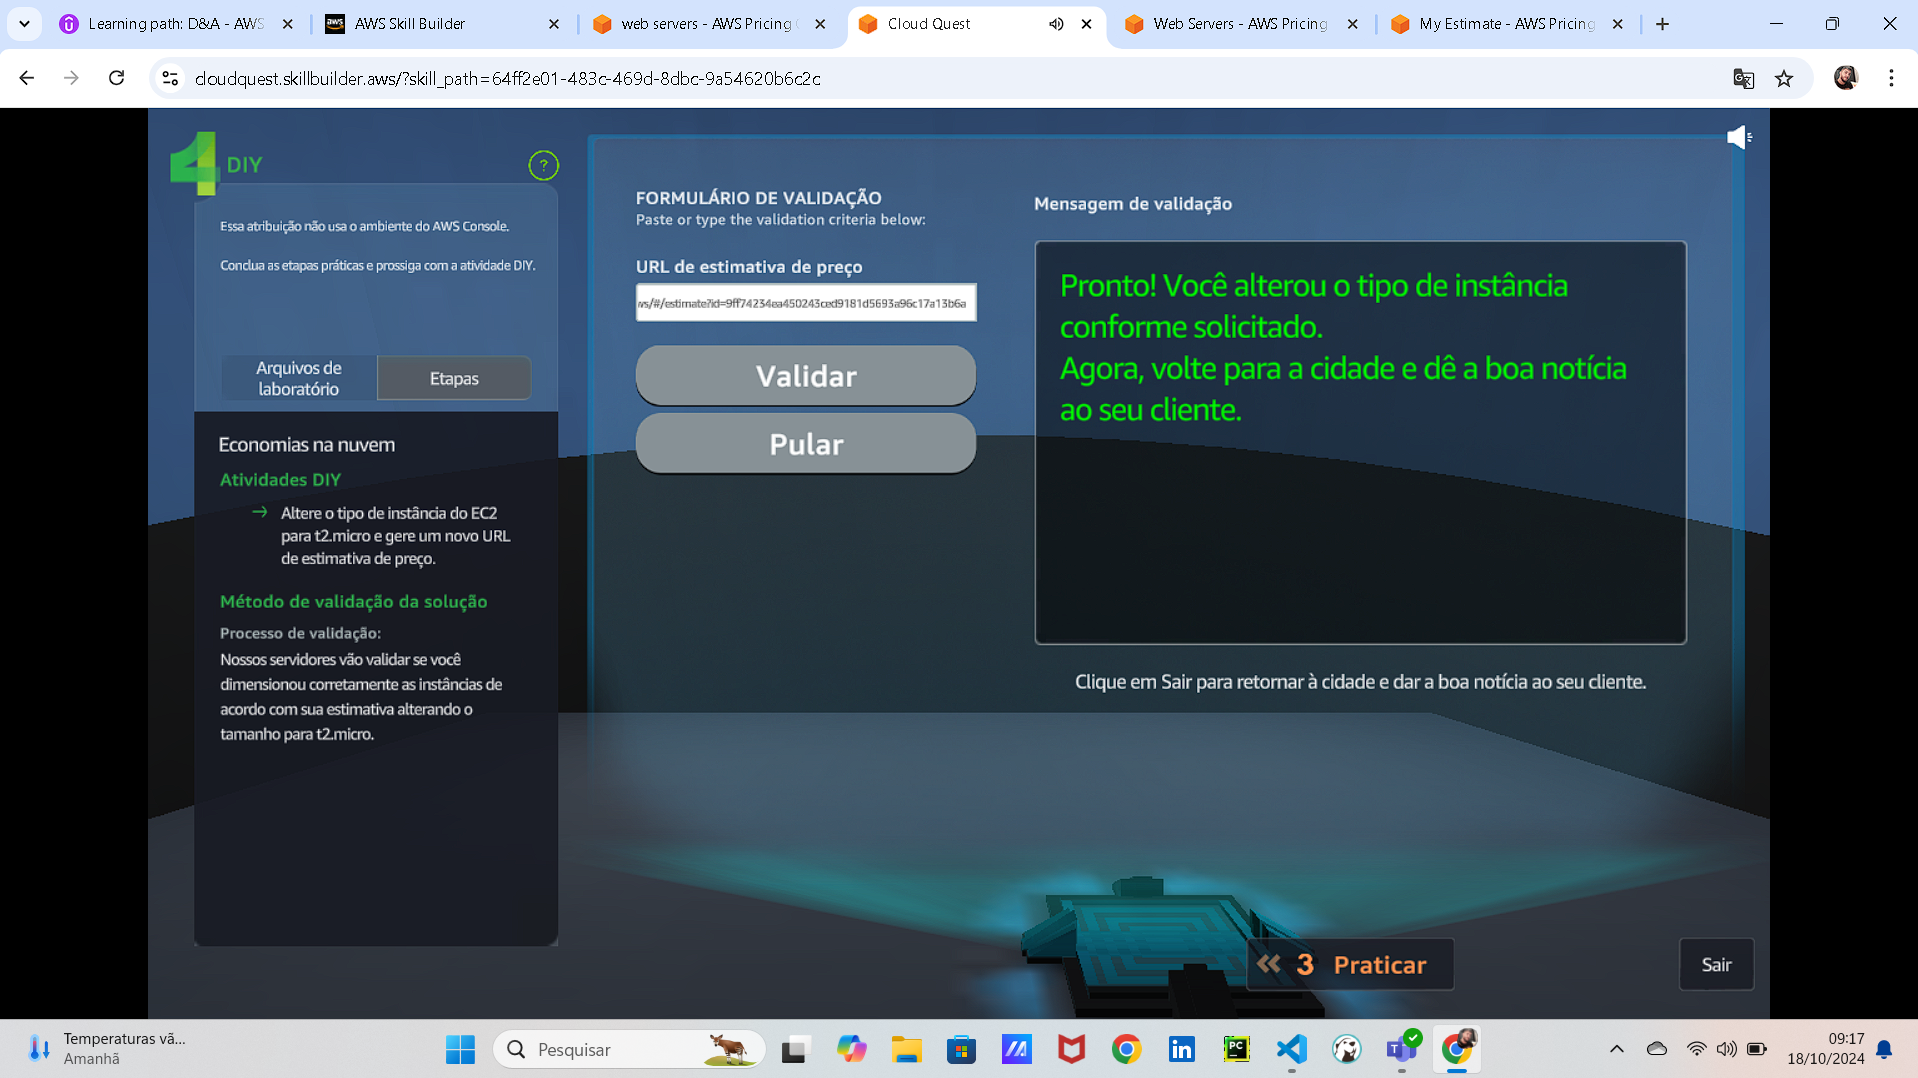 Learning path: D&A - AWS
AWS Skill Builder
web servers - AWS Pricing
Cloud Quest
Web Servers - AWS Pricing
My Estimate - AWS Pricing
cloudquest.skillbuilder.aws/?skill_path=64ff2e01-483c-469d-8dbc-9a54620b6c2c
4 DIY
?
Essa atribuição não usa o ambiente do AWS Console.
Conclua as etapas práticas e prossiga com a atividade DIY.
Arquivos de
laboratório
Etapas
Economias na nuvem
Atividades DIY
→ Altere o tipo de instância do EC2
para t2.micro e gere um novo URL
de estimativa de preço.
Método de validação da solução
Processo de validação:
Nossos servidores vão validar se você
dimensionou corretamente as instâncias de
acordo com sua estimativa alterando o
tamanho para t2.micro.
FORMULÁRIO DE VALIDAÇÃO
Paste or type the validation criteria below:
URL de estimativa de preço
ws/#/estimate?id=9ff74234ea450243ced9181d5693a96c17a13b6a
Validar
Pular
Mensagem de validação
Pronto! Você alterou o tipo de instância
conforme solicitado.
Agora, volte para a cidade e dê a boa notícia
ao seu cliente.
Clique em Sair para retornar à cidade e dar a boa notícia ao seu cliente.
3 Praticar
Sair
Temperaturas vã...
Amanhã
Pesquisar
09:17
18/10/2024